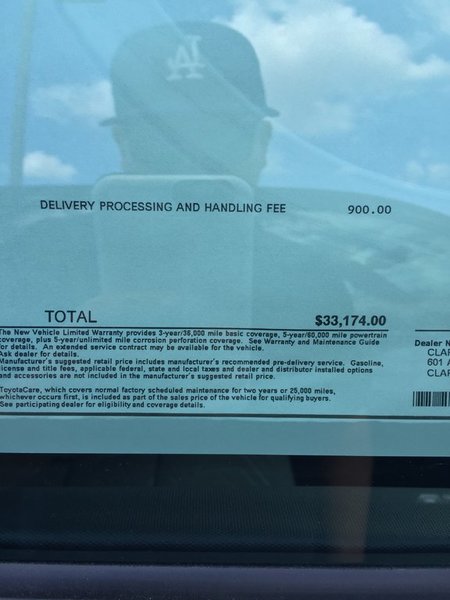 LA
DELIVERY PROCESSING AND HANDLING FEE 900.00
TOTAL $33,174.00
The New Vehicle Limited Warranty provides 3-year/36,000 mile basic coverage, 5-year/60,000 mile powertrain
coverage, plus 5-year/unlimited mile corrosion perforation coverage. See Warranty and Maintenance Guide
for details. An extended service contract may be available for the vehicle.
Ask dealer for details.
Manufacturer's suggested retail price includes manufacturer's recommended pre-delivery service. Gasoline,
license and title fees, applicable federal, state and local taxes and dealer and distributor installed options
and accessories are not included in the manufacturer's suggested retail price.
ToyotaCare, which covers normal factory scheduled maintenance for two years or 25,000 miles,
whichever occurs first, is included as part of the sales price of the vehicle for qualifying buyers.
See participating dealer for eligibility and coverage details.
Dealer N
CLA
601
CLA